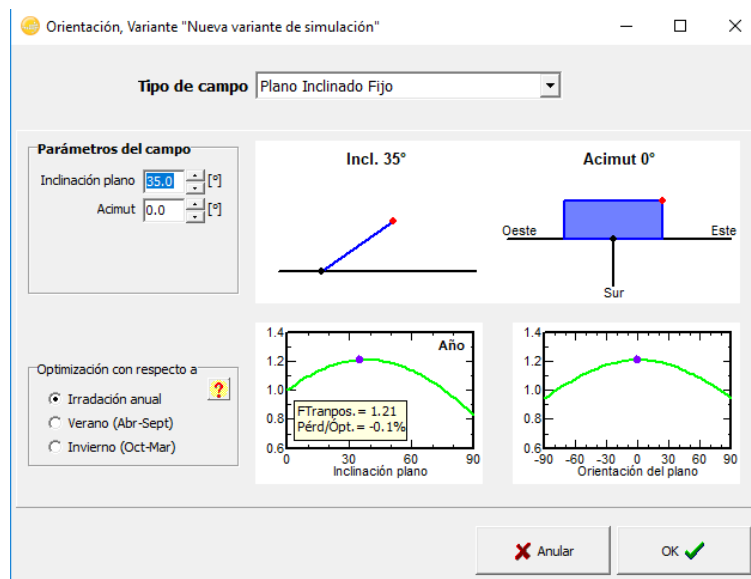 Orientación, Variante "Nueva variante de simulación"
Tipo de campo Plano Inclinado Fijo
Parámetros del campo
Inclinación plano 35.0 [°]
Acimut 0.0 [°]
Incl. 35°
Acimut 0°
Oeste Este
Sur
Optimización con respecto a
?
Irradación anual
Verano (Abr-Sept)
Invierno (Oct-Mar)
1.4
1.2
1.0
0.8
0.6
Año
FTranpos. = 1.21
Pérd/Ópt. = -0.1%
0 30 60 90
Inclinación plano
1.4
1.2
1.0
0.8
0.6
-90 -60 -30 0 30 60 90
Orientación del plano
Anular
OK